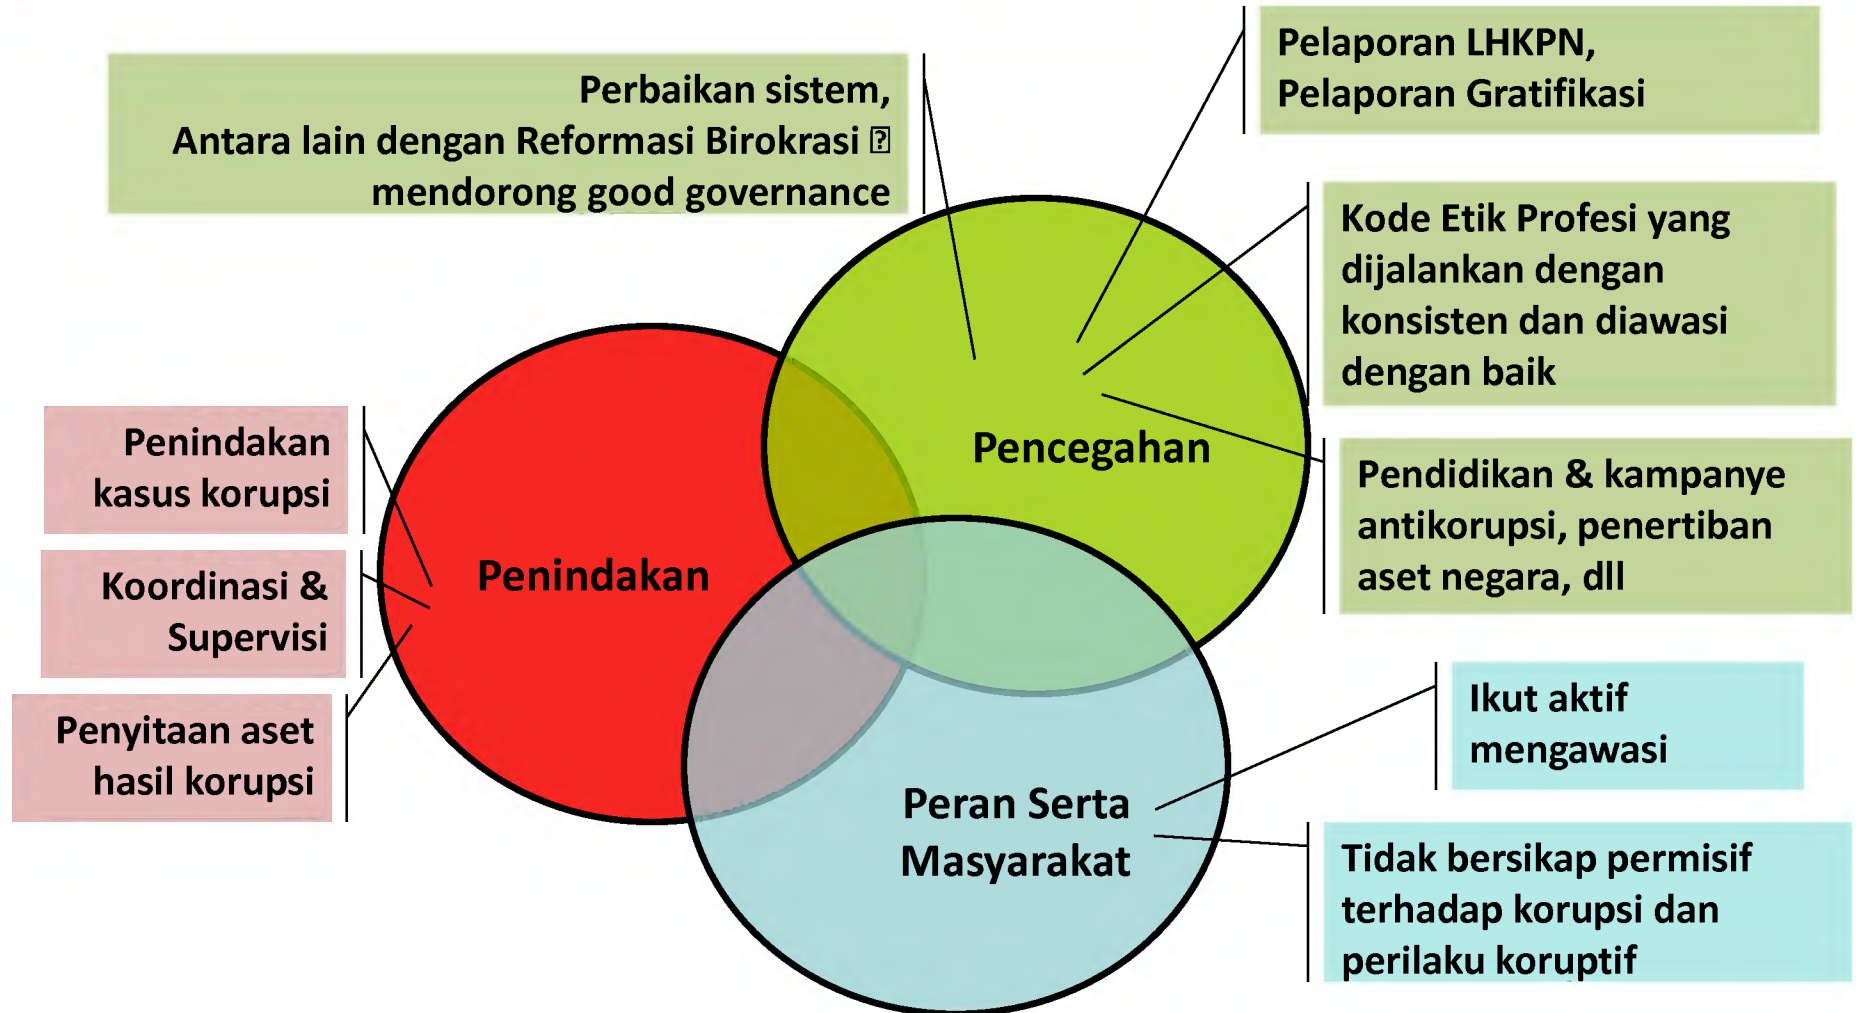 Perbaikan sistem,
Antara lain dengan Reformasi Birokrasi
mendorong good governance
Pelaporan LHKPN,
Pelaporan Gratifikasi
Kode Etik Profesi yang
dijalankan dengan
konsisten dan diawasi
dengan baik
Pencegahan
Pendidikan & kampanye
antikorupsi, penertiban
aset negara, dll
Penindakan
kasus korupsi
Koordinasi &
Supervisi
Penyitaan aset
hasil korupsi
Penindakan
Peran Serta
Masyarakat
Ikut aktif
mengawasi
Tidak bersikap permisif
terhadap korupsi dan
perilaku koruptif